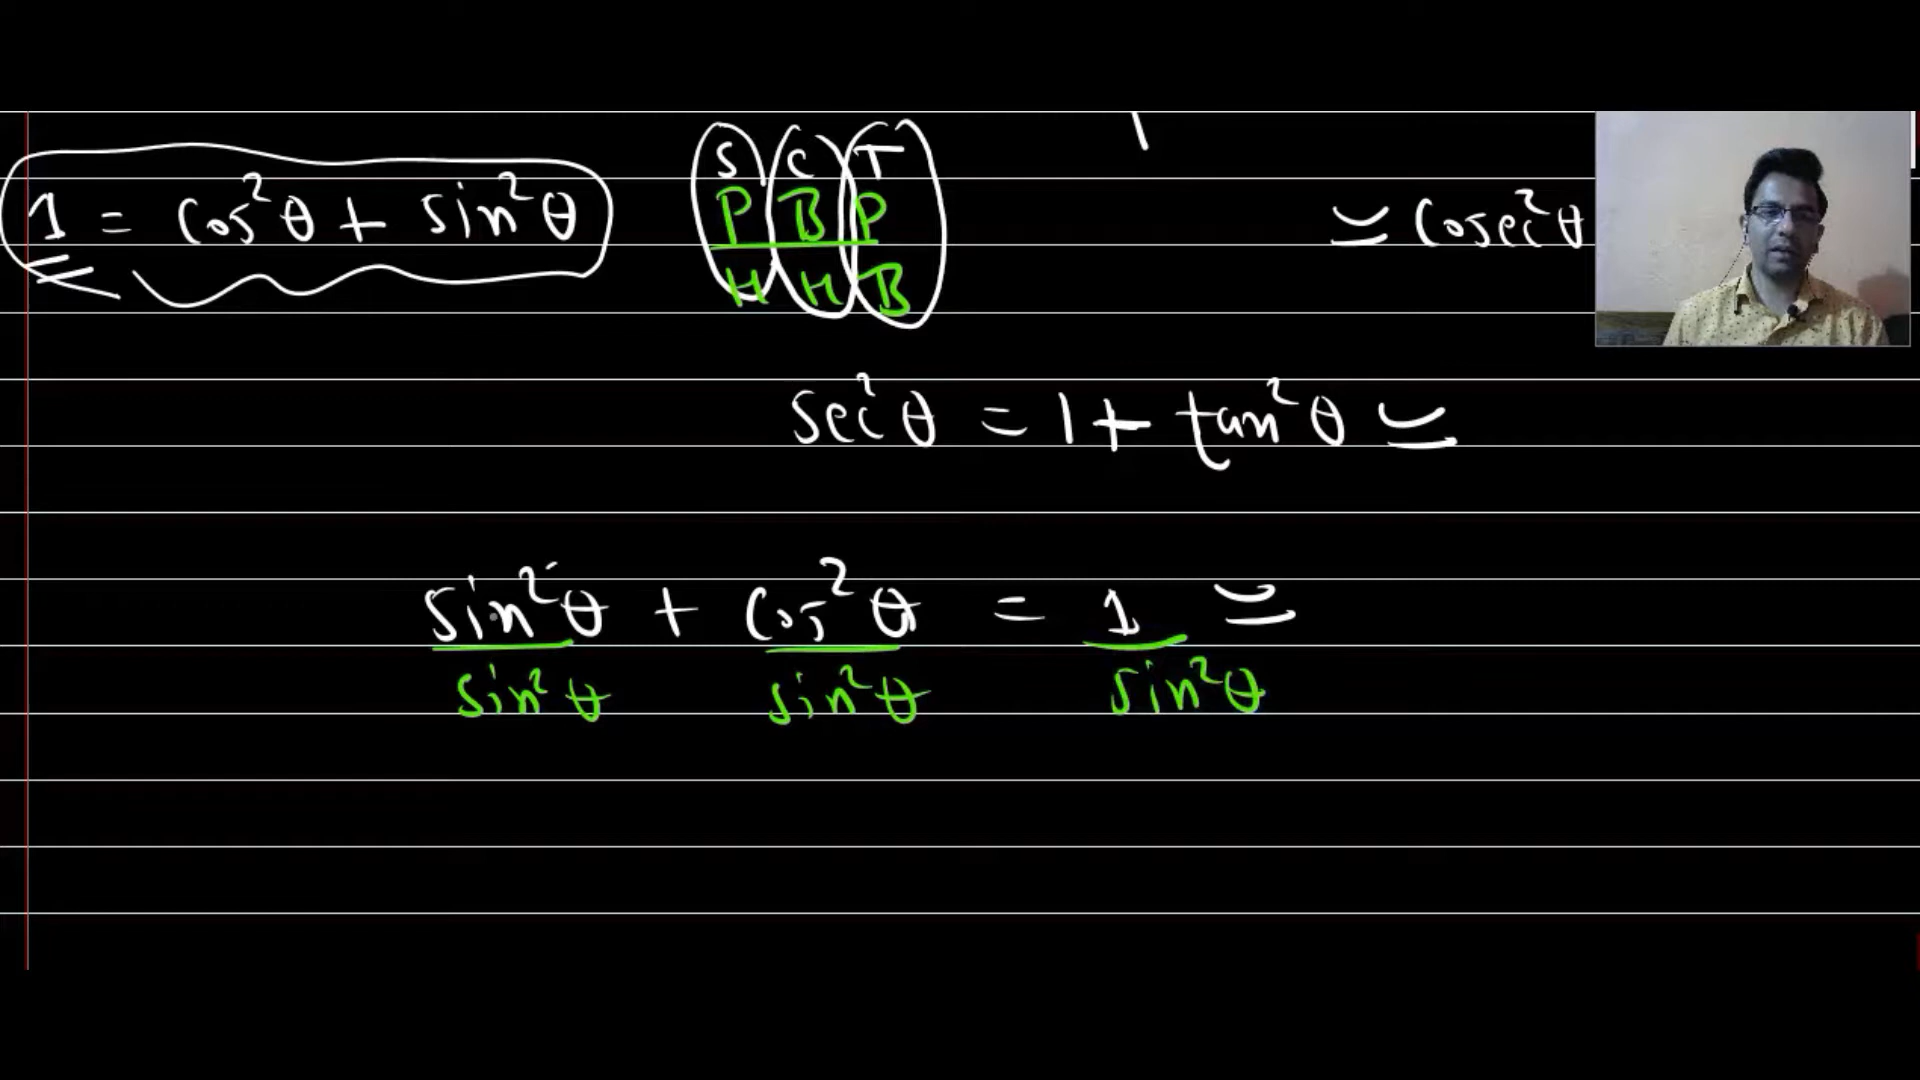 1 = cos²θ + sin²θ
S C T
P B P
H H B
= cosec²θ
sec²θ = 1 + tan²θ =
sin²θ + cos²θ = 1 =
sin²θ sin²θ sin²θ